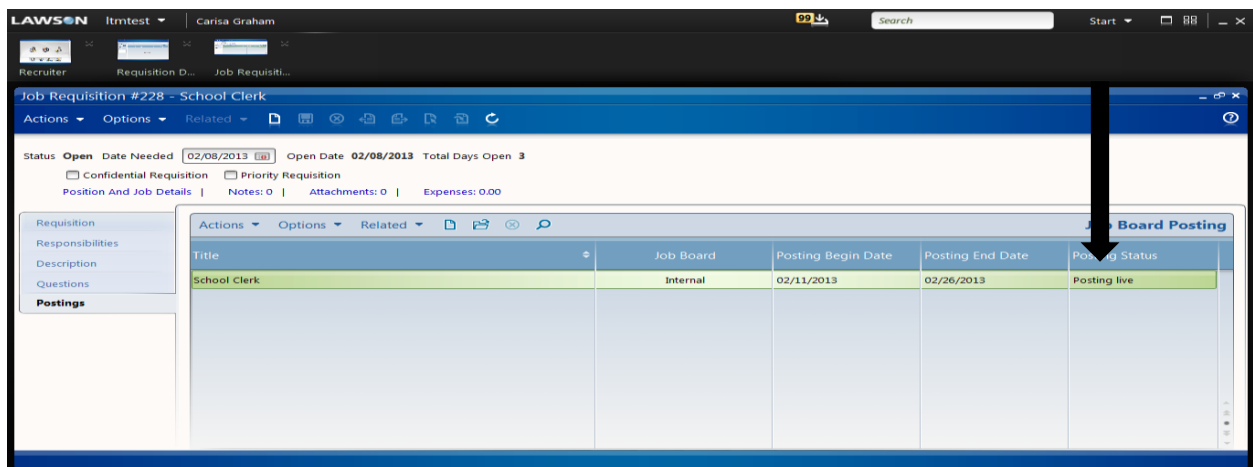 LAWSON ltmtest Carisa Graham 99 Search Start
Recruiter Requisition D... Job Requisiti...
Job Requisition #228 - School Clerk
Actions Options Related
Status Open Date Needed 02/08/2013 Open Date 02/08/2013 Total Days Open 3
Confidential Requisition Priority Requisition
Position And Job Details | Notes: 0 | Attachments: 0 | Expenses: 0.00
Requisition
Responsibilities
Description
Questions
Postings
Actions Options Related Board Posting
Title Job Board Posting Begin Date Posting End Date Posting Status
School Clerk Internal 02/11/2013 02/26/2013 Posting live